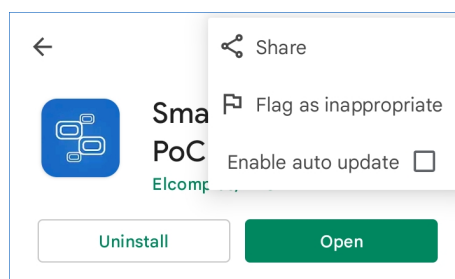 Share
Sma
Flag as inappropriate
PoC
Enable auto update
Uninstall
Open